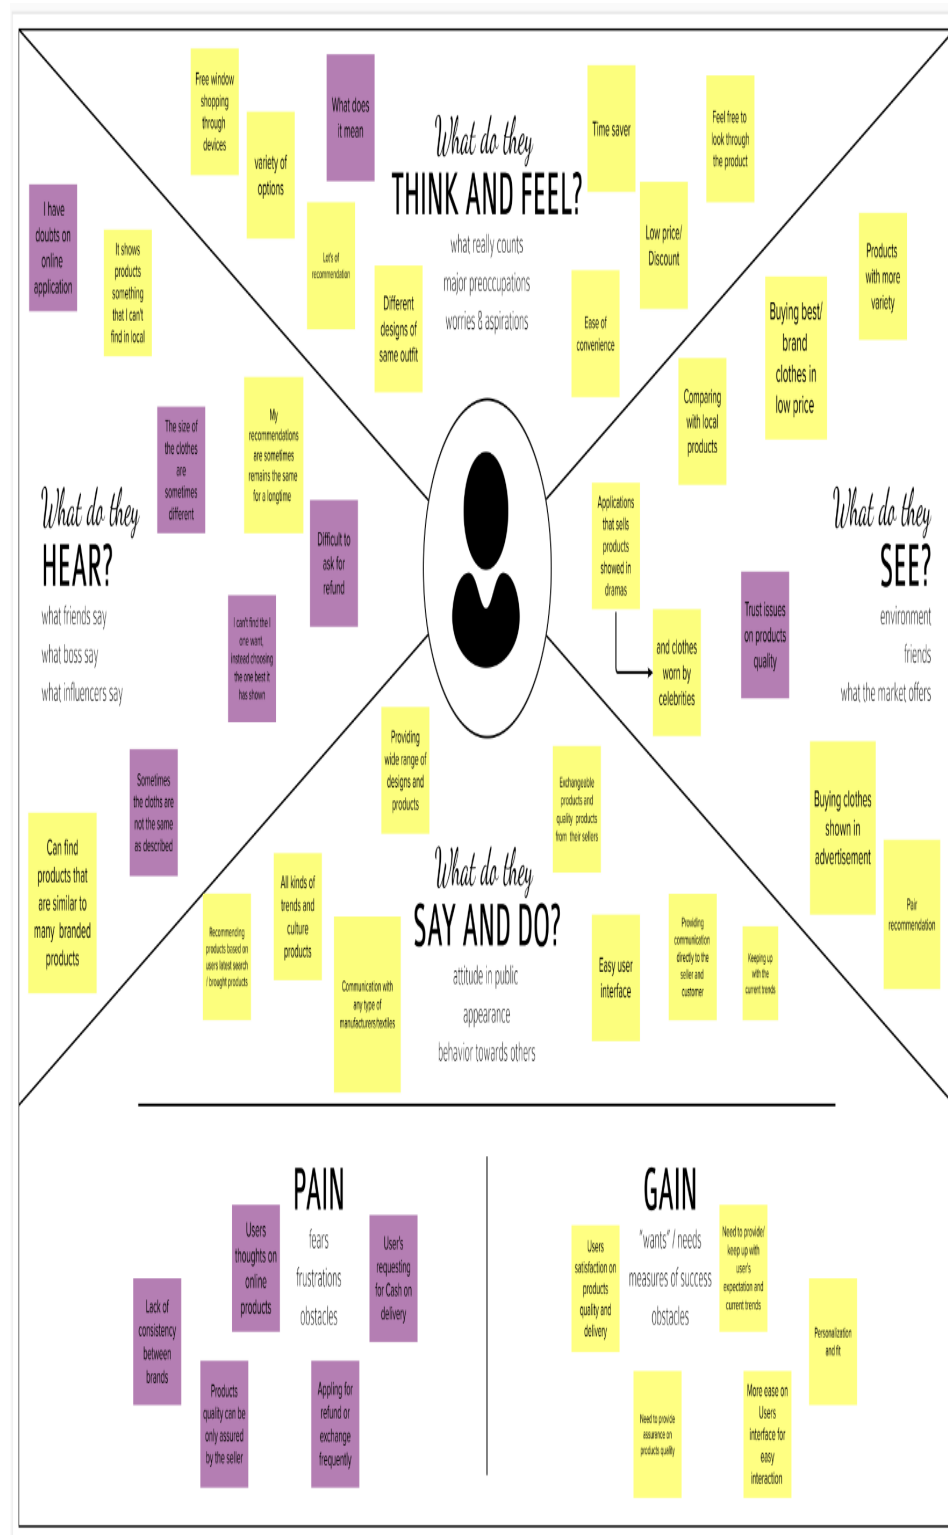 Free window
shopping
through
devices
variety of
options
What does
it mean
Lot's of
recommendation
Different
designs of
same outfit
What do they
THINK AND FEEL?
what really counts
major preoccupations
worries & aspirations
Time saver
Feel free to
look through
the product
Low price/
Discount
Ease of
convenience
I have
doubts on
online
application
It shows
products
something
that I can't
find in local
The size of
the clothes
are
sometimes
different
My
recommendations
are sometimes
remains the same
for a longtime
Difficult to
ask for
refund
What do they
HEAR?
what friends say
what boss say
what influencers say
I can't find the I
one want,
instead choosing
the one best it
has shown
Sometimes
the cloths are
not the same
as described
Can find
products that
are similar to
many branded
products
Products
with more
variety
Buying best/
brand
clothes in
low price
Comparing
with local
products
Applications
that sells
products
showed in
dramas
and clothes
worn by
celebrities
Trust issues
on products
quality
What do they
SEE?
environment
friends
what the market offers
Buying clothes
shown in
advertisement
Pair
recommendation
Providing
wide range of
designs and
products
Exchangeable
products and
quality products
from their sellers
What do they
SAY AND DO?
attitude in public
appearance
behavior towards others
Recommending
products based on
users latest search
/ brought products
All kinds of
trends and
culture
products
Communication with
any type of
manufacturers/textiles
Easy user
interface
Providing
communication
directly to the
seller and
customer
Keeping up
with the
current trends
PAIN
fears
frustrations
obstacles
Users
thoughts on
online
products
User's
requesting
for Cash on
delivery
Lack of
consistency
between
brands
Products
quality can be
only assured
by the seller
Appling for
refund or
exchange
frequently
GAIN
"wants" / needs
measures of success
obstacles
Users
satisfaction on
products
quality and
delivery
Need to provide/
keep up with
user's
expectation and
current trends
Personalization
and fit
Need to provide
assurance on
products quality
More ease on
Users
interface for
easy
interaction